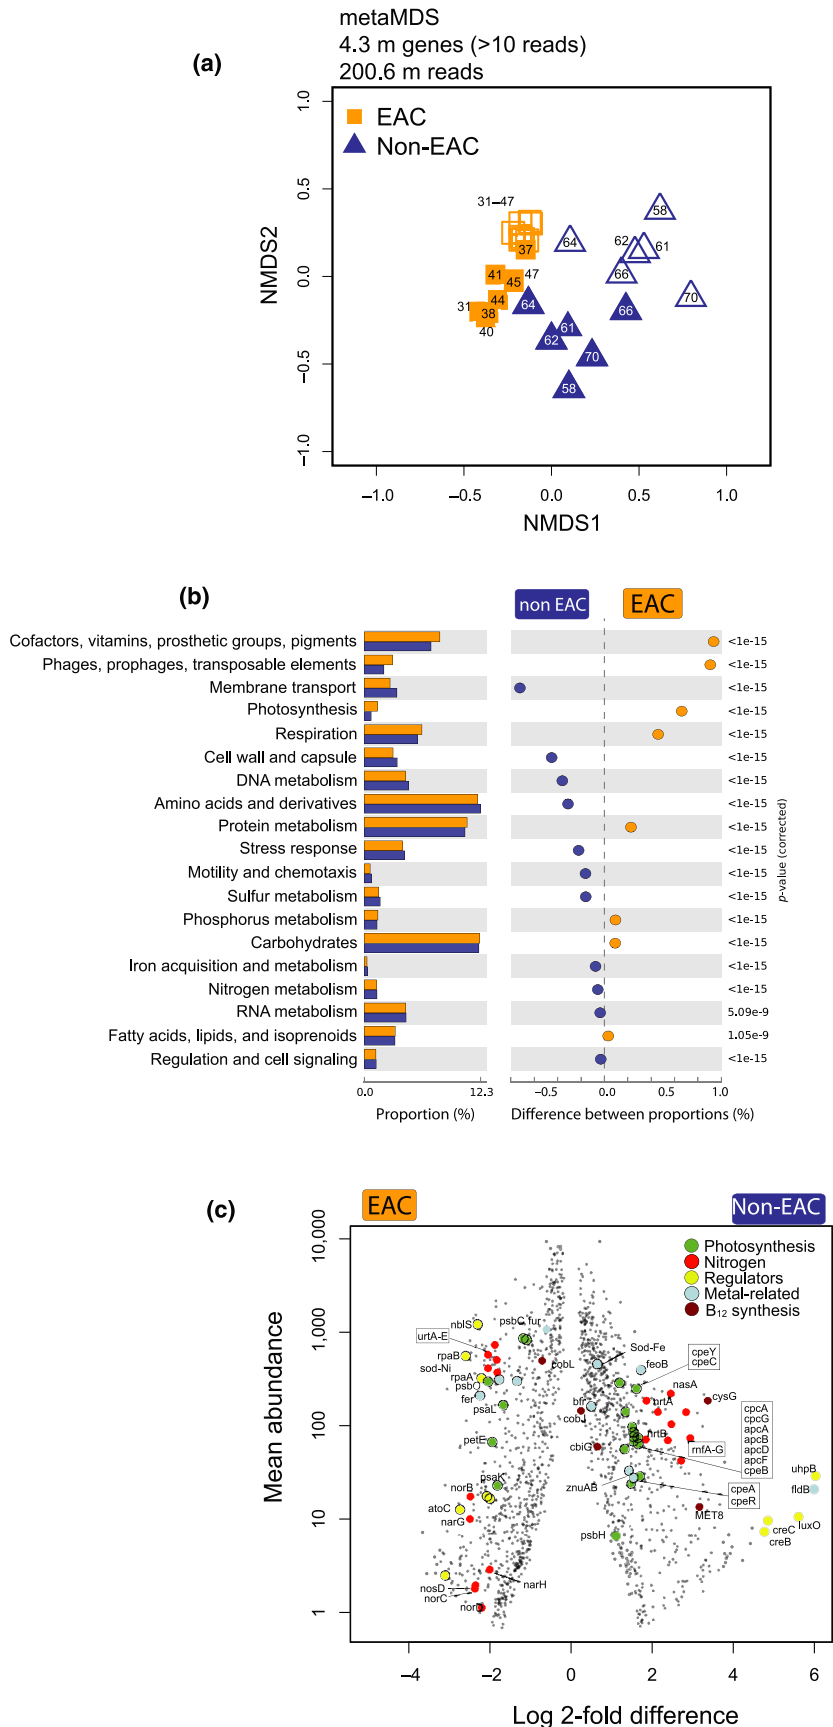 metaMDS
4.3 m genes (>10 reads)
200.6 m reads
(a)
EAC
Non-EAC
1.0
0.5
0.0
−0.5
−1.0
NMDS2
31–47
58
64
62
61
37
66
41
45
47
70
44
64
31
38
66
40
61
62
70
58
−1.0
−0.5
0.0
0.5
1.0
NMDS1
(b)
non EAC
EAC
Cofactors, vitamins, prosthetic groups, pigments
<1e-15
Phages, prophages, transposable elements
<1e-15
Membrane transport
<1e-15
Photosynthesis
<1e-15
Respiration
<1e-15
Cell wall and capsule
<1e-15
DNA metabolism
<1e-15
Amino acids and derivatives
<1e-15
Protein metabolism
<1e-15
Stress response
<1e-15
Motility and chemotaxis
<1e-15
Sulfur metabolism
<1e-15
Phosphorus metabolism
<1e-15
Carbohydrates
<1e-15
Iron acquisition and metabolism
<1e-15
Nitrogen metabolism
<1e-15
RNA metabolism
5.09e-9
Fatty acids, lipids, and isoprenoids
1.05e-9
Regulation and cell signaling
<1e-15
p-value (corrected)
0.0
12.3
−0.5
0.0
0.5
1.0
Proportion (%)
Difference between proportions (%)
(c)
EAC
Non-EAC
Photosynthesis
Nitrogen
Regulators
Metal-related
B12 synthesis
10,000
1,000
100
10
1
Mean abundance
nblS
psbC
fur
urtA-E
rpaB
sod-Ni
cobL
rpaA
psbO
fer
psaL
petE
psaK
norB
atoC
narG
nosD
norC
narH
nor
Sod-Fe
feoB
cpeY
cpeC
nasA
cysG
bfr
nrtA
cobJ
cpcA
cpcG
apcA
apcB
apcD
apcF
cpeB
nrtB
cbiG
rnfA-G
uhpB
znuAB
fldB
cpeA
cpeR
MET8
luxO
psbH
creC
creB
−4
−2
0
2
4
6
Log 2-fold difference